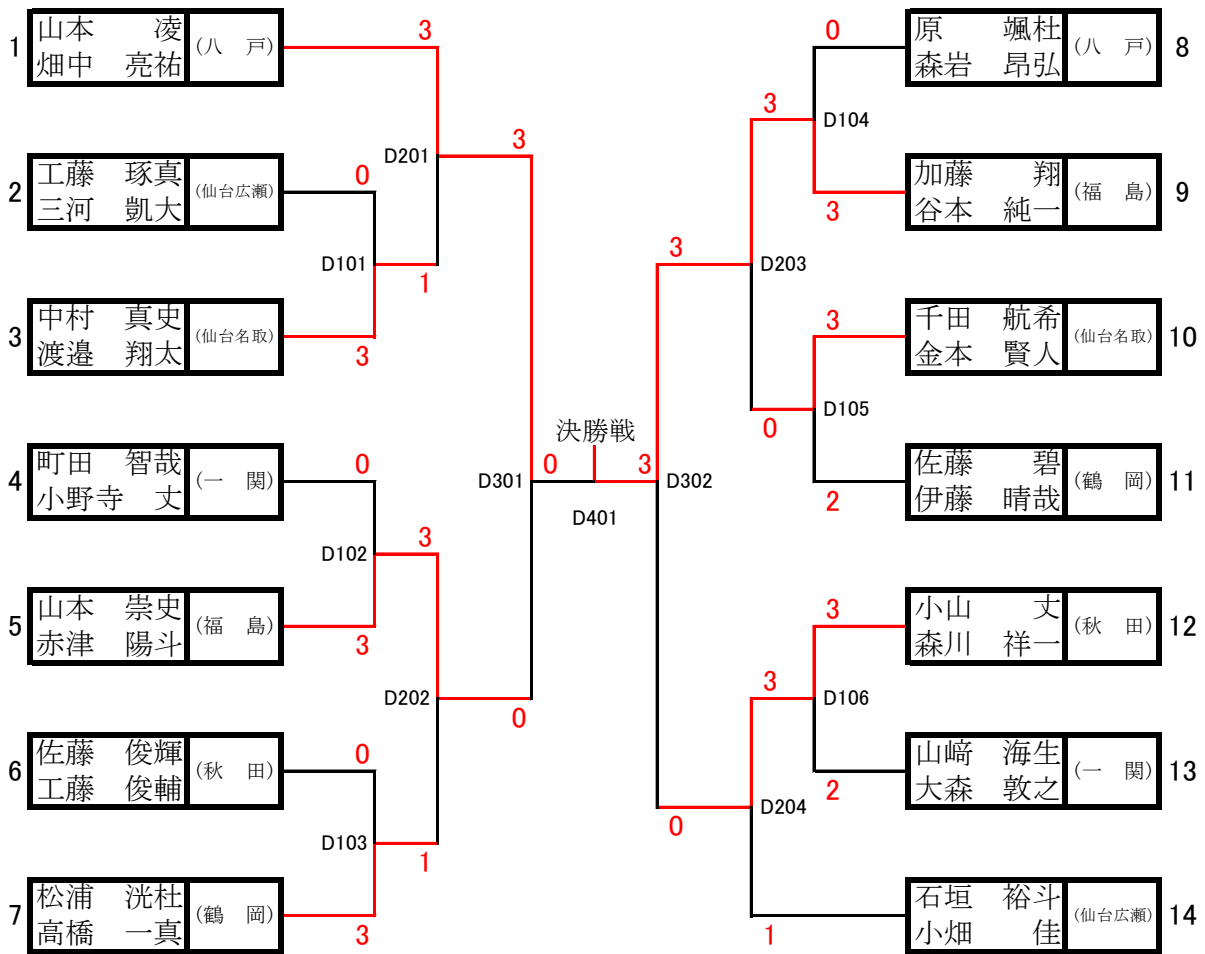 1
山本 凌
畑中 亮祐
(八 戸)
3
2
工藤 琢真
三河 凱大
(仙台広瀬)
0
D201
3
D101
1
3
中村 真史
渡邉 翔太
(仙台名取)
3
4
町田 智哉
小野寺 丈
(一 関)
0
D102
3
5
山本 崇史
赤津 陽斗
(福 島)
3
D202
0
6
佐藤 俊輝
工藤 俊輔
(秋 田)
0
D103
1
7
松浦 洸杜
高橋 一真
(鶴 岡)
3
D301
0
決勝戦
3
D302
D401
0
原 颯杜
森岩 昂弘
(八 戸)
8
3
D104
加藤 翔
谷本 純一
(福 島)
9
3
3
D203
3
千田 航希
金本 賢人
(仙台名取)
10
0
D105
佐藤 碧
伊藤 晴哉
(鶴 岡)
11
2
3
小山 丈
森川 祥一
(秋 田)
12
3
D106
山﨑 海生
大森 敦之
(一 関)
13
2
0
D204
石垣 裕斗
小畑 佳
(仙台広瀬)
14
1